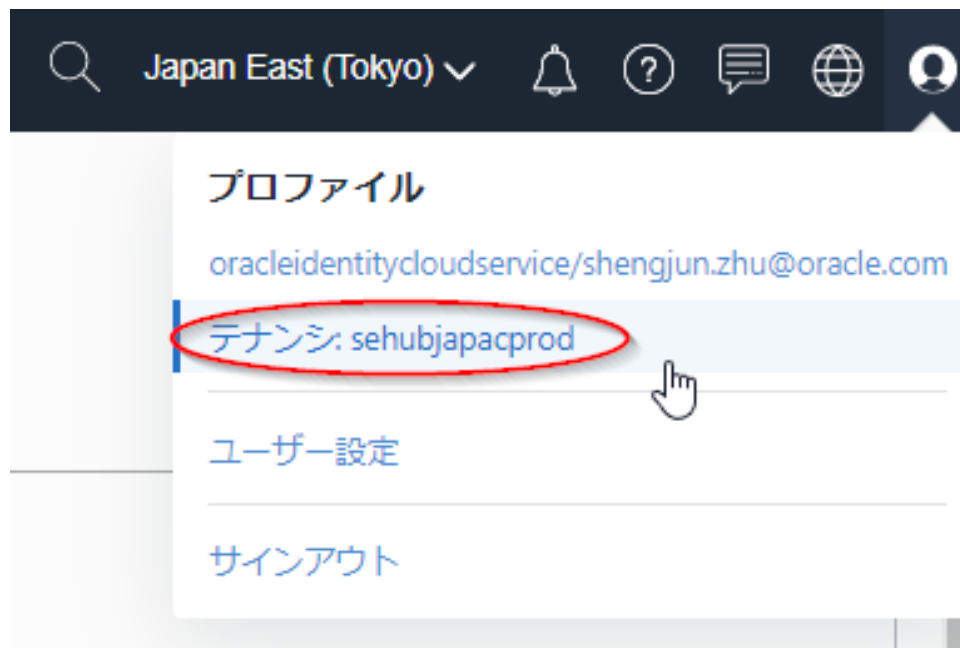 Japan East (Tokyo)
プロファイル
oracleidentitycloudservice/shengjun.zhu@oracle.com
テナンシ: sehubjapacprod
ユーザー設定
サインアウト